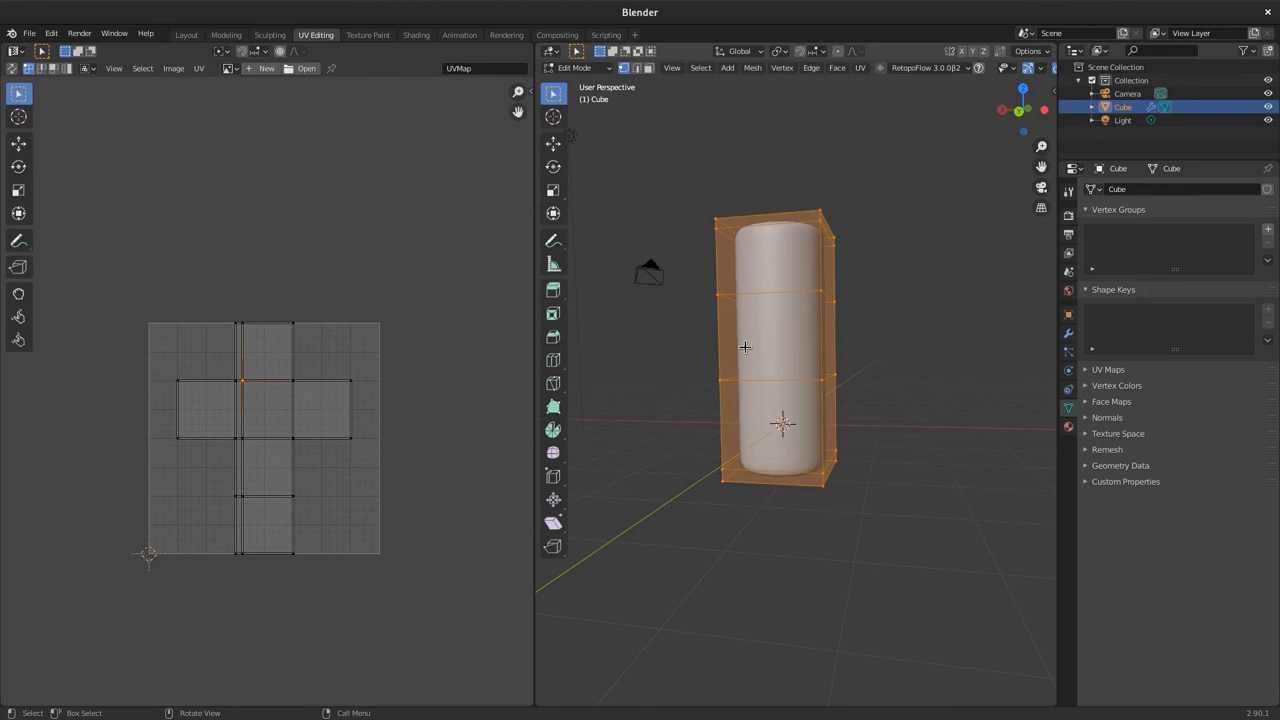 Blender
File Edit Render Window Help Layout Modeling Sculpting UV Editing Texture Paint Shading Animation Rendering Compositing Scripting + Scene View Layer
Global Options
View Select Image UV New Open UVMap Edit Mode View Select Add Mesh Vertex Edge Face UV RetopoFlow 3.0.0β2
X Y Z
Scene Collection
Collection
Camera
Cube
Light
User Perspective
(1) Cube
Cube Cube
Cube
Vertex Groups
Shape Keys
UV Maps
Vertex Colors
Face Maps
Normals
Texture Space
Remesh
Geometry Data
Custom Properties
Select Box Select Rotate View Call Menu 2.90.1